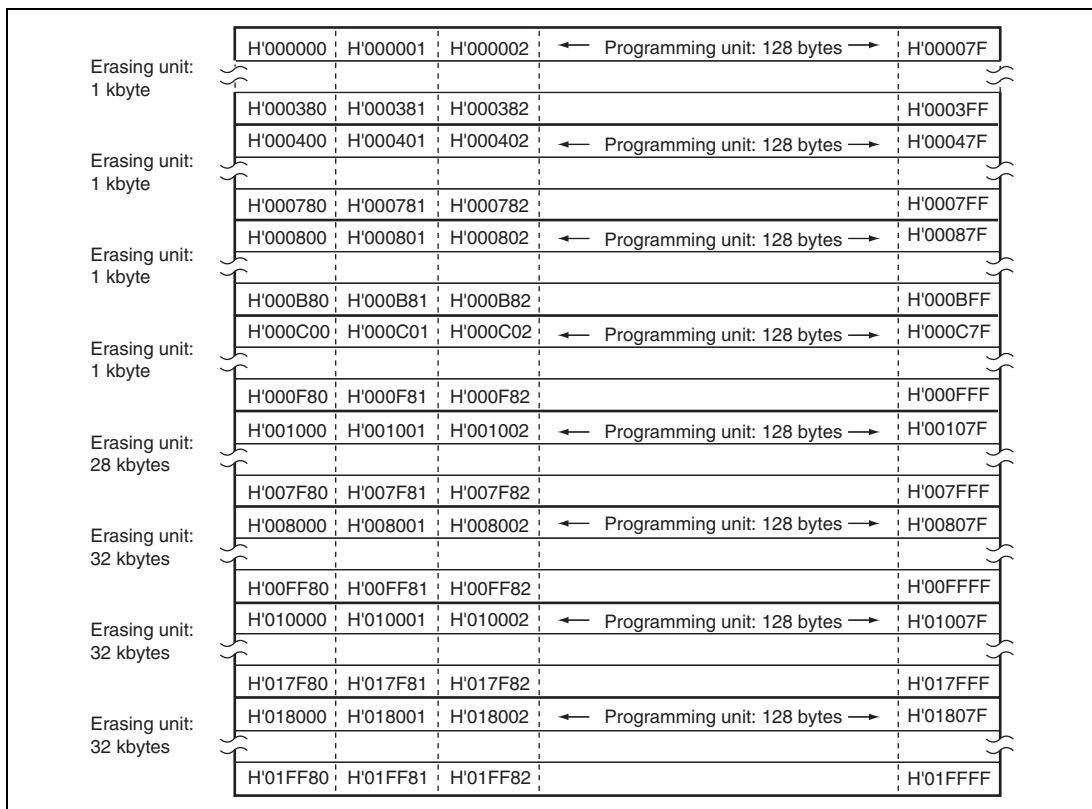 H'000000 H'000001 H'000002 ← Programming unit: 128 bytes → H'00007F
Erasing unit:
1 kbyte
H'000380 H'000381 H'000382 H'0003FF
H'000400 H'000401 H'000402 ← Programming unit: 128 bytes → H'00047F
Erasing unit:
1 kbyte
H'000780 H'000781 H'000782 H'0007FF
H'000800 H'000801 H'000802 ← Programming unit: 128 bytes → H'00087F
Erasing unit:
1 kbyte
H'000B80 H'000B81 H'000B82 H'000BFF
H'000C00 H'000C01 H'000C02 ← Programming unit: 128 bytes → H'000C7F
Erasing unit:
1 kbyte
H'000F80 H'000F81 H'000F82 H'000FFF
H'001000 H'001001 H'001002 ← Programming unit: 128 bytes → H'00107F
Erasing unit:
28 kbytes
H'007F80 H'007F81 H'007F82 H'007FFF
H'008000 H'008001 H'008002 ← Programming unit: 128 bytes → H'00807F
Erasing unit:
32 kbytes
H'00FF80 H'00FF81 H'00FF82 H'00FFFF
H'010000 H'010001 H'010002 ← Programming unit: 128 bytes → H'01007F
Erasing unit:
32 kbytes
H'017F80 H'017F81 H'017F82 H'017FFF
H'018000 H'018001 H'018002 ← Programming unit: 128 bytes → H'01807F
Erasing unit:
32 kbytes
H'01FF80 H'01FF81 H'01FF82 H'01FFFF